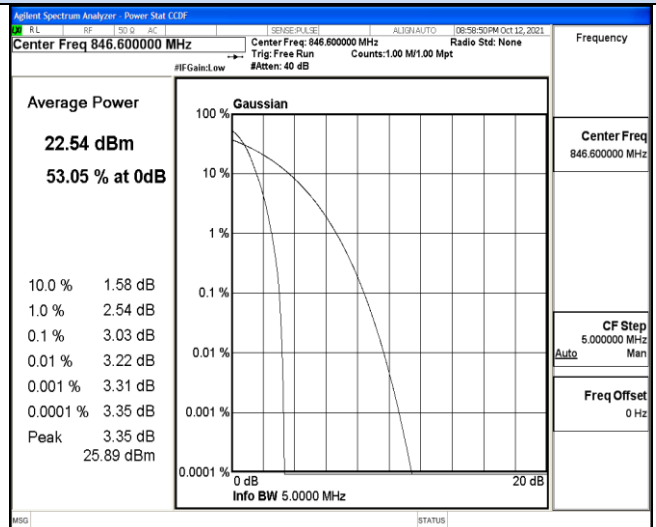 Agilent Spectrum Analyzer - Power Stat CCDF
RL RF 50 Ω AC SENSE:PULSE ALIGNAUTO 08:58:50PM Oct 12, 2021
Center Freq 846.600000 MHz
Center Freq: 846.600000 MHz Radio Std: None
Trig: Free Run Counts:1.00 M/1.00 Mpt
#IFGain:Low #Atten: 40 dB
Frequency
Average Power
22.54 dBm
53.05 % at 0dB
10.0 % 1.58 dB
1.0 % 2.54 dB
0.1 % 3.03 dB
0.01 % 3.22 dB
0.001 % 3.31 dB
0.0001 % 3.35 dB
Peak 3.35 dB
25.89 dBm
Gaussian
100 %
10 %
1 %
0.1 %
0.01 %
0.001 %
0.0001 %
0 dB 20 dB
Info BW 5.0000 MHz
Center Freq
846.600000 MHz
CF Step
5.000000 MHz
Auto Man
Freq Offset
0 Hz
MSG STATUS